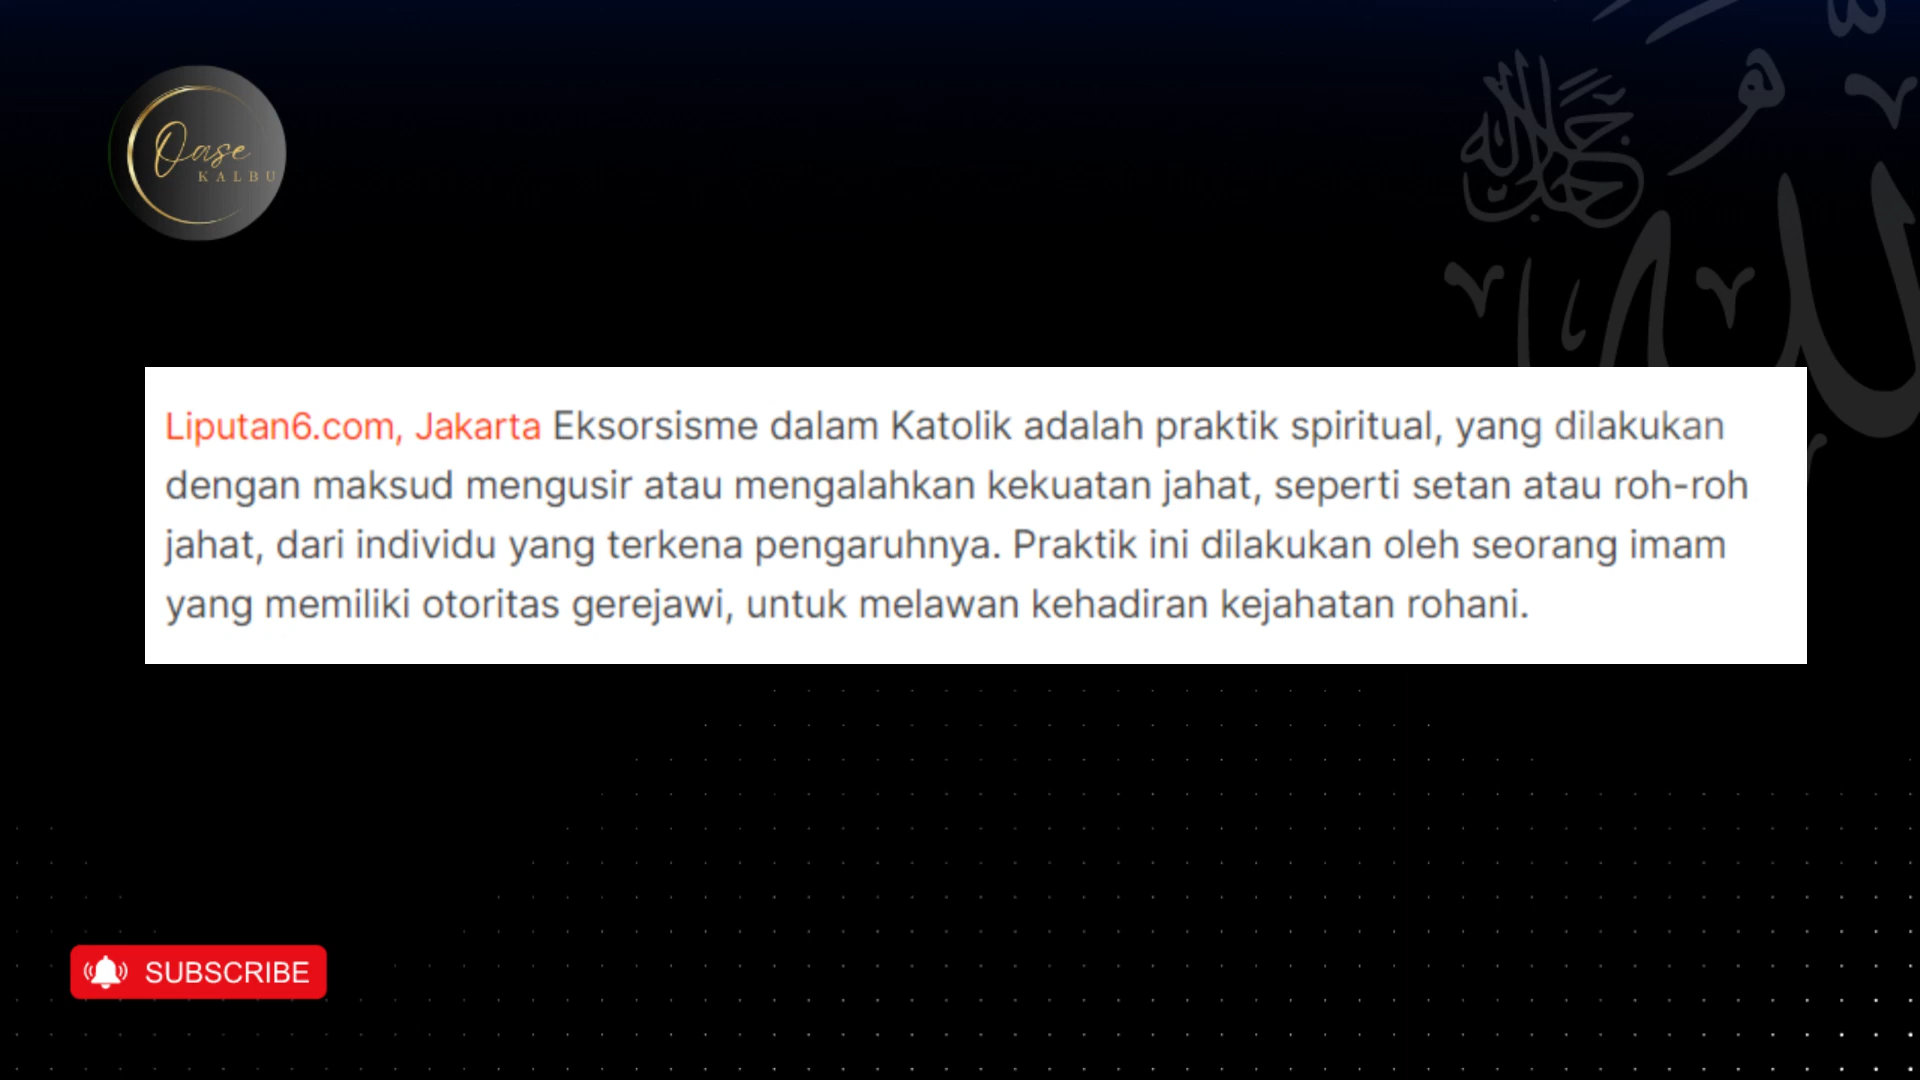 Oase
KALBU
جل جلاله
Liputan6.com, Jakarta Eksorsisme dalam Katolik adalah praktik spiritual, yang dilakukan
dengan maksud mengusir atau mengalahkan kekuatan jahat, seperti setan atau roh-roh
jahat, dari individu yang terkena pengaruhnya. Praktik ini dilakukan oleh seorang imam
yang memiliki otoritas gerejawi, untuk melawan kehadiran kejahatan rohani.
SUBSCRIBE